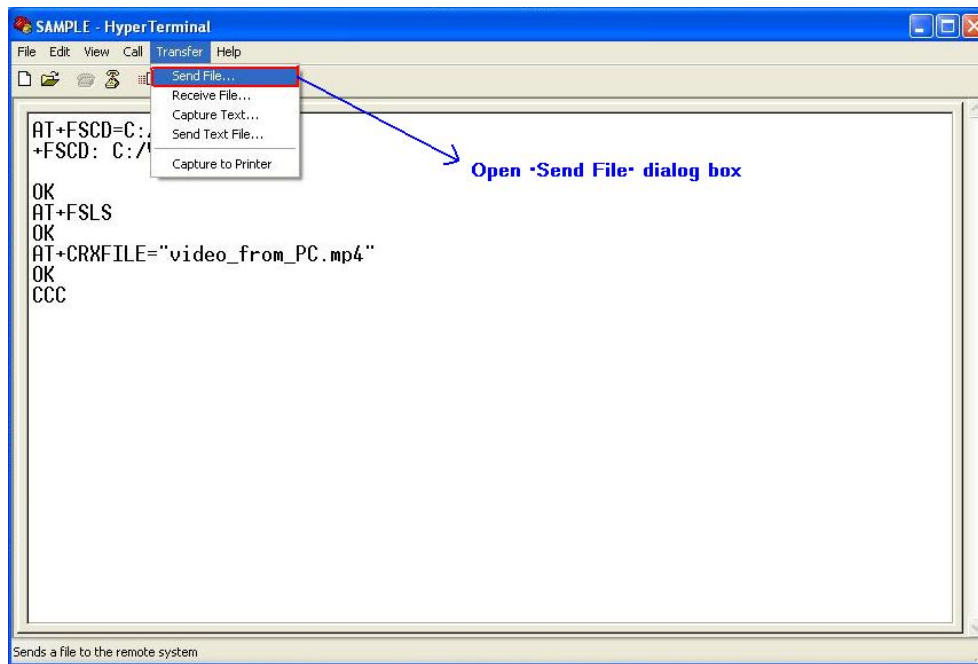 SAMPLE - HyperTerminal
File Edit View Call Transfer Help
Send File...
Receive File...
Capture Text...
Send Text File...
Capture to Printer
AT+FSCD=C:/
+FSCD: C:/
OK
AT+FSLS
OK
AT+CRXFILE="video_from_PC.mp4"
OK
CCC
Open "Send File" dialog box
Sends a file to the remote system